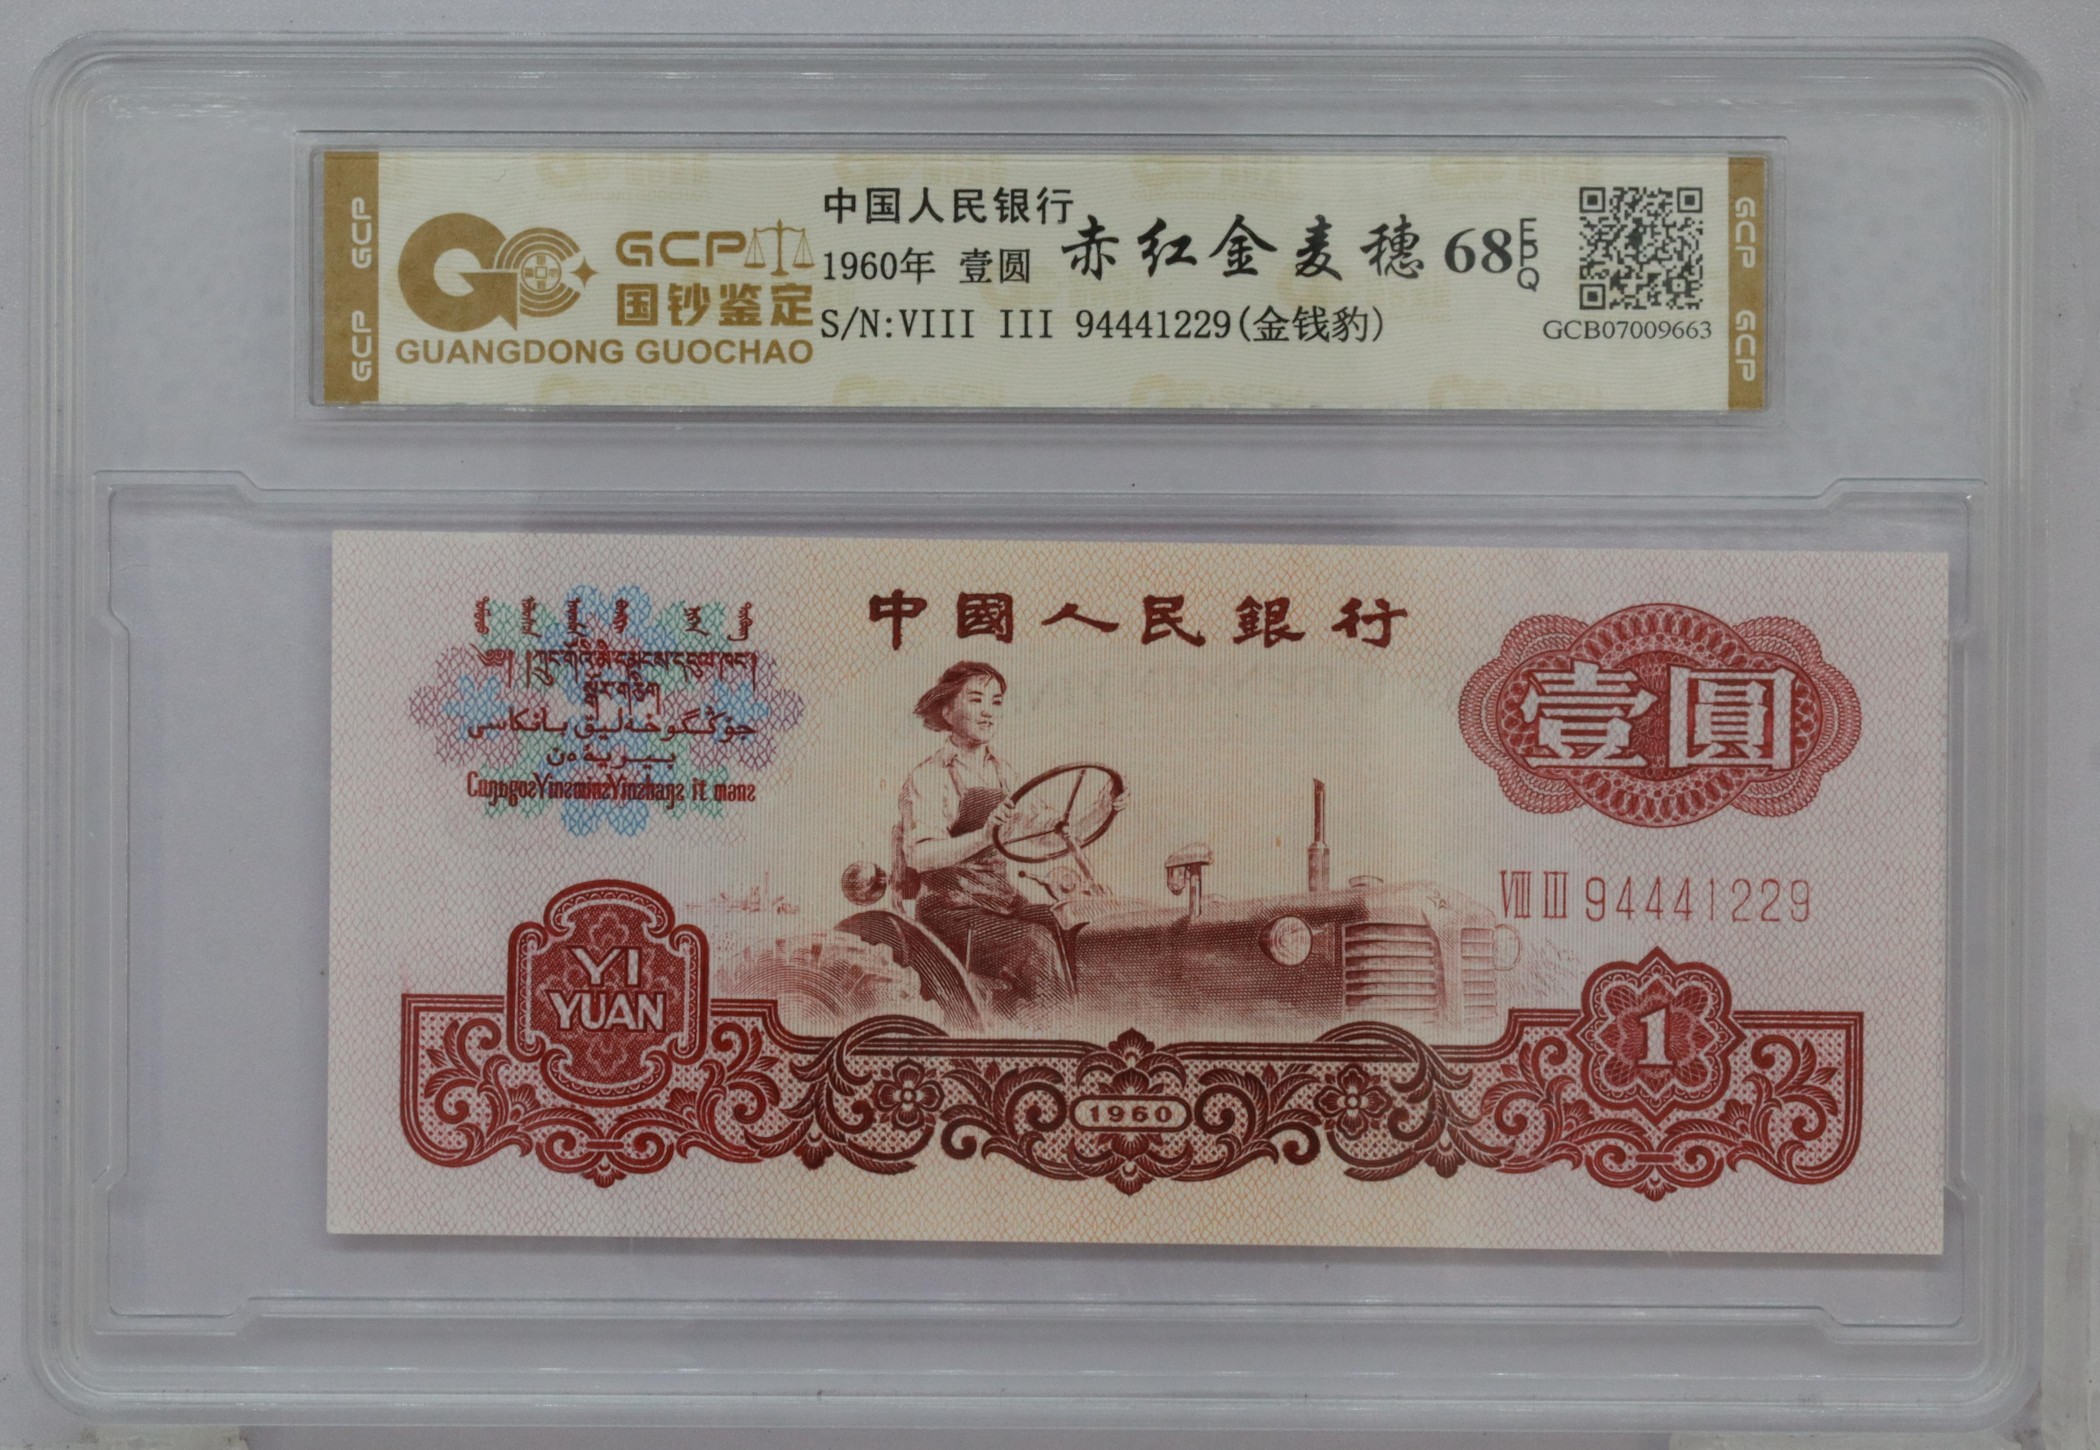 GCP
GCP
GCP
国钞鉴定
GUANGDONG GUOCHAO
中国人民银行
1960年 壹圆
赤红金麦穗 68 EPQ
S/N:VIII III 94441229(金钱豹)
GCB07009663
GCP
GCP
中國人民銀行
壹圓
VIII III 94441229
YI
YUAN
1
1960